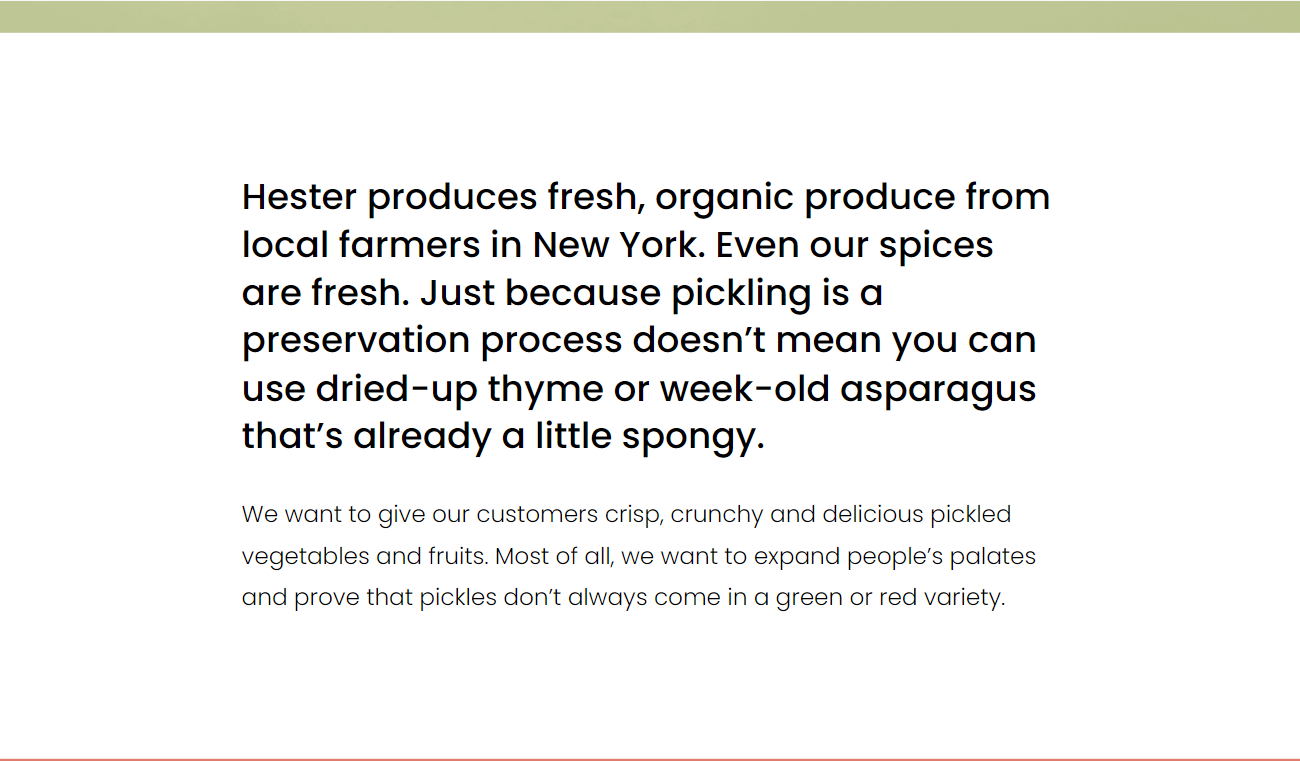 Hester produces fresh, organic produce from
local farmers in New York. Even our spices
are fresh. Just because pickling is a
preservation process doesn’t mean you can
use dried-up thyme or week-old asparagus
that’s already a little spongy.
We want to give our customers crisp, crunchy and delicious pickled
vegetables and fruits. Most of all, we want to expand people’s palates
and prove that pickles don’t always come in a green or red variety.